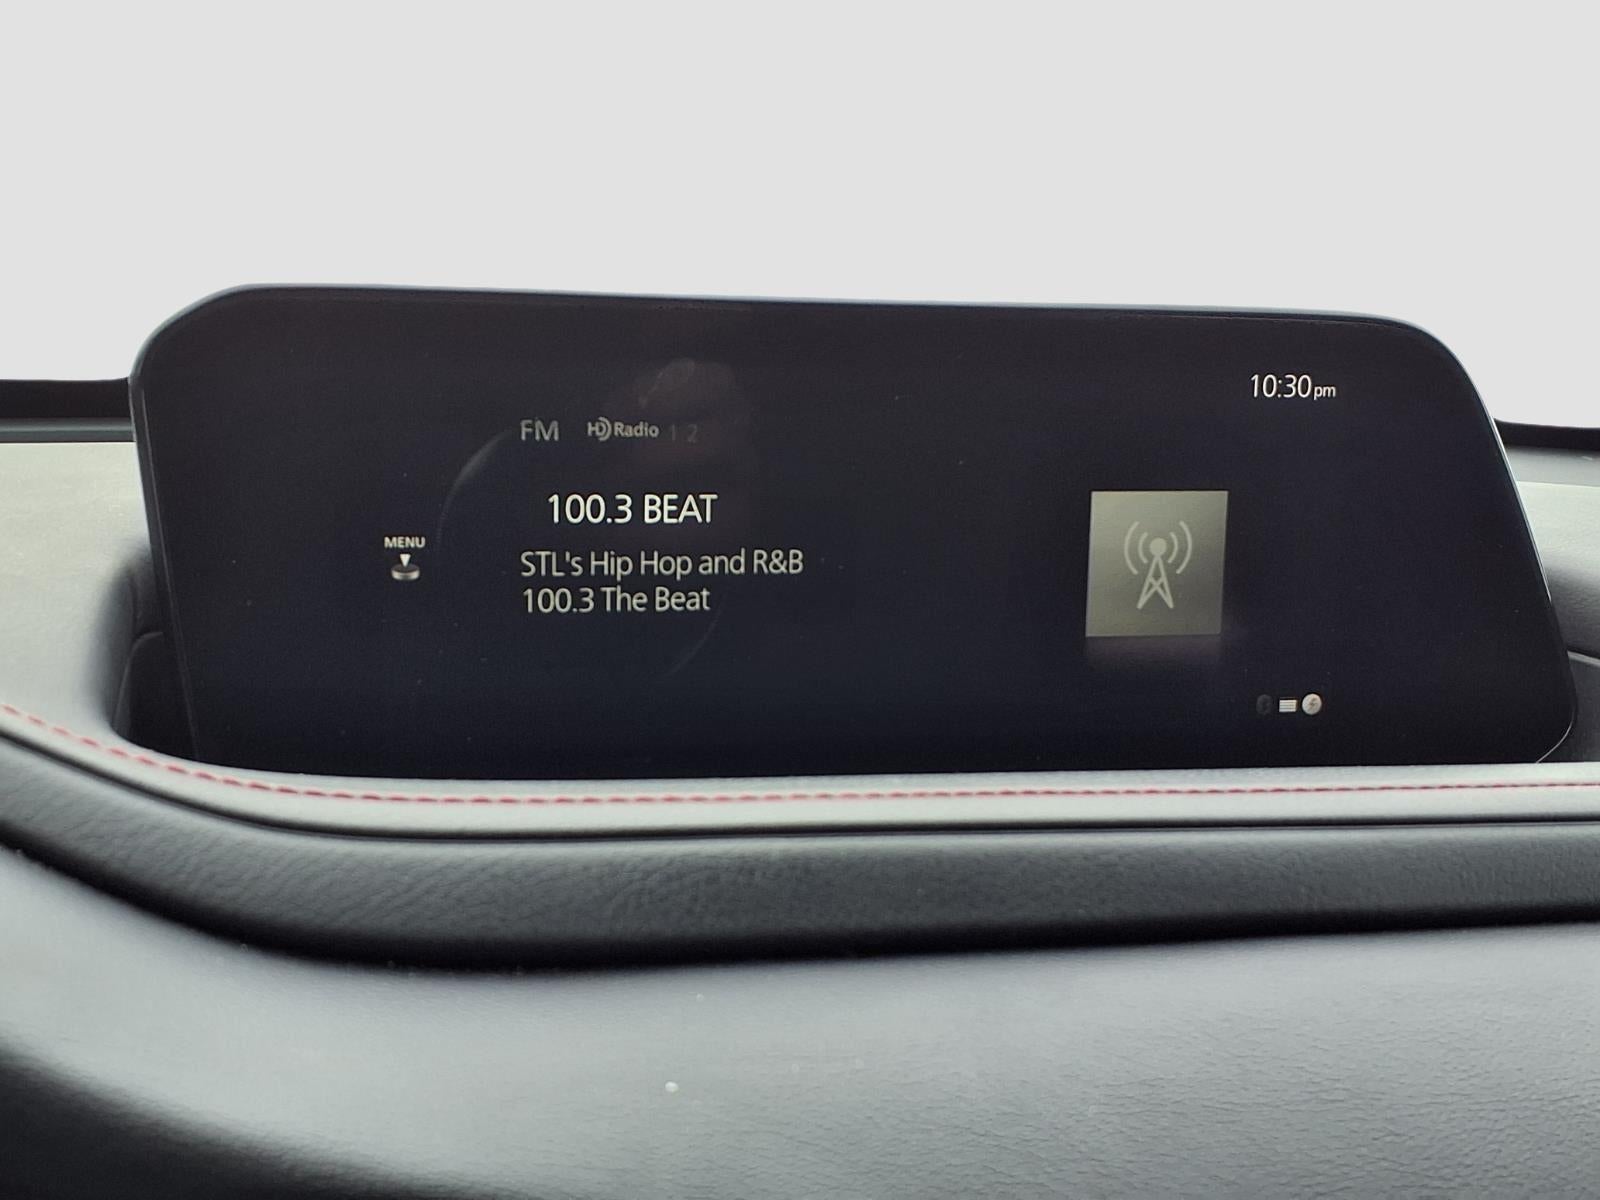 10:30pm
FM HD Radio 1 2
100.3 BEAT
MENU
STL's Hip Hop and R&B
100.3 The Beat